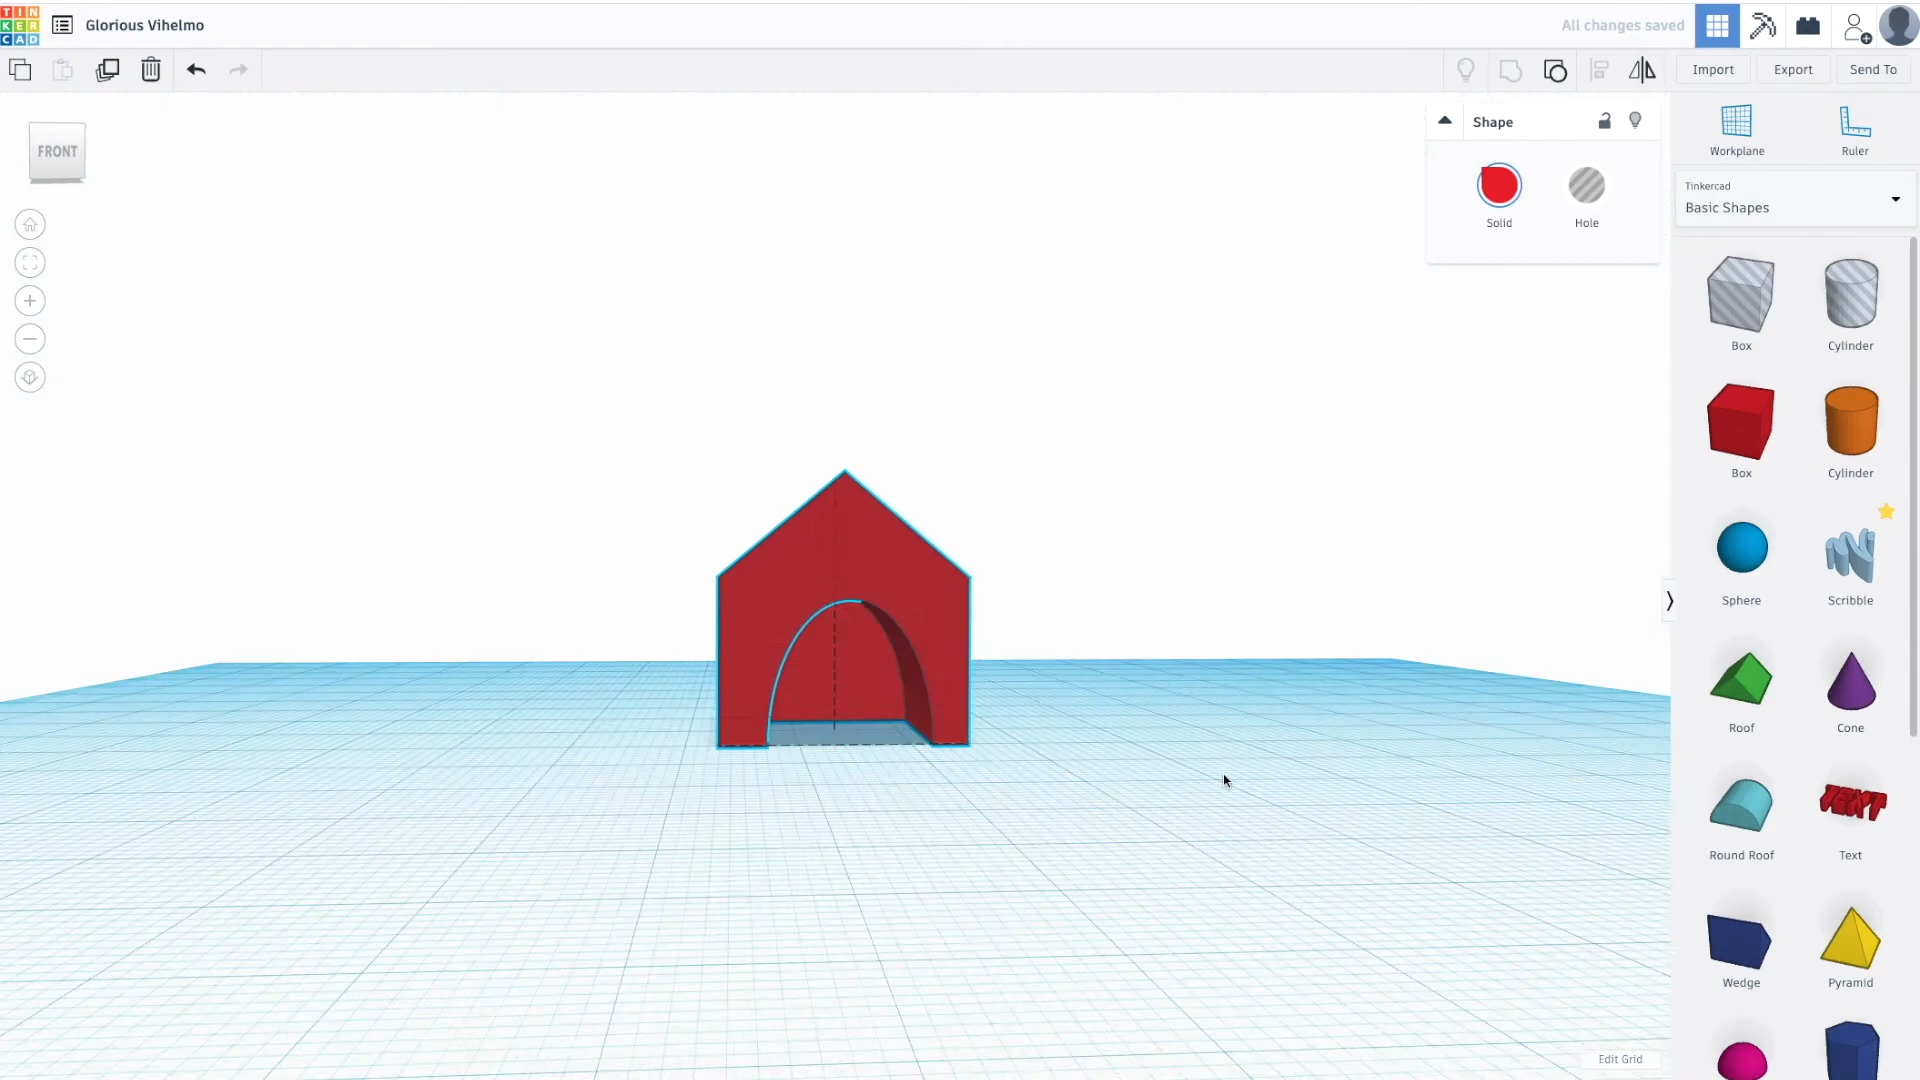 TIN
KER
CAD
Glorious Vihelmo
All changes saved
Import
Export
Send To
FRONT
Shape
Solid
Hole
Workplane
Ruler
Tinkercad
Basic Shapes
Box
Cylinder
Box
Cylinder
Sphere
Scribble
Roof
Cone
Round Roof
TEXT
Text
Wedge
Pyramid
Edit Grid